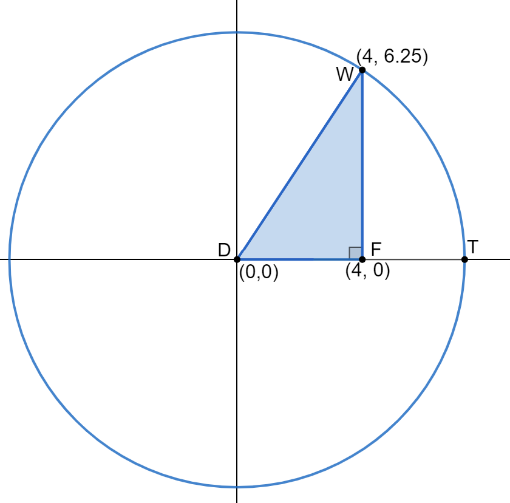 (4, 6.25)
W
D
F
T
(0,0)
(4, 0)